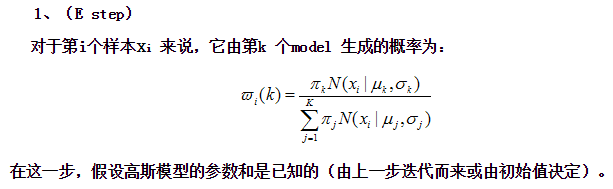 1、（E step）
对于第i个样本xi 来说，它由第k 个model 生成的概率为：
ϖi(k) = πkN(xi | μk,σk) / ∑j=1K πjN(xi | μj,σj)
在这一步，假设高斯模型的参数和是已知的（由上一步迭代而来或由初始值决定）。